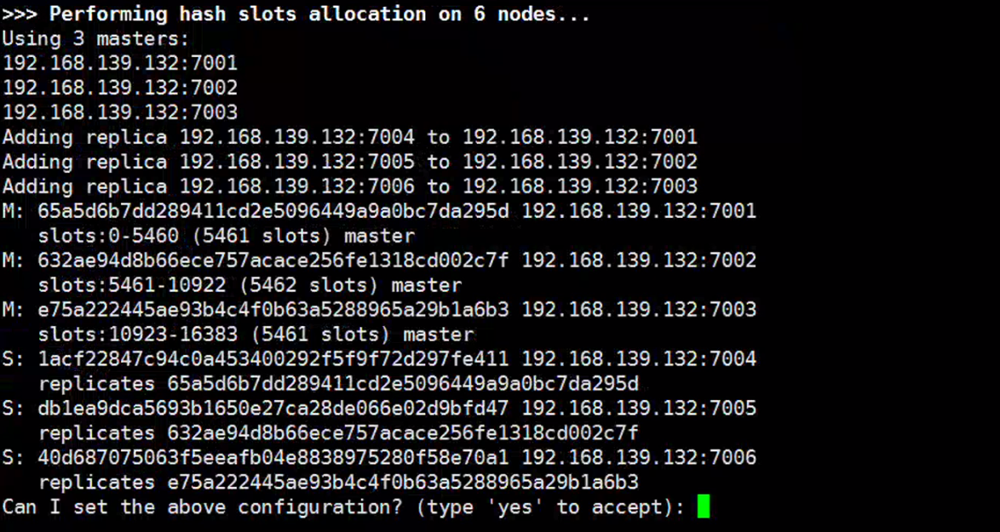 >>> Performing hash slots allocation on 6 nodes...
Using 3 masters:
192.168.139.132:7001
192.168.139.132:7002
192.168.139.132:7003
Adding replica 192.168.139.132:7004 to 192.168.139.132:7001
Adding replica 192.168.139.132:7005 to 192.168.139.132:7002
Adding replica 192.168.139.132:7006 to 192.168.139.132:7003
M: 65a5d6b7dd289411cd2e5096449a9a0bc7da295d 192.168.139.132:7001
   slots:0-5460 (5461 slots) master
M: 632ae94d8b66ece757acace256fe1318cd002c7f 192.168.139.132:7002
   slots:5461-10922 (5462 slots) master
M: e75a222445ae93b4c4f0b63a5288965a29b1a6b3 192.168.139.132:7003
   slots:10923-16383 (5461 slots) master
S: 1acf22847c94c0a453400292f5f9f72d297fe411 192.168.139.132:7004
   replicates 65a5d6b7dd289411cd2e5096449a9a0bc7da295d
S: db1ea9dca5693b1650e27ca28de066e02d9bfd47 192.168.139.132:7005
   replicates 632ae94d8b66ece757acace256fe1318cd002c7f
S: 40d687075063f5eeafb04e8838975280f58e70a1 192.168.139.132:7006
   replicates e75a222445ae93b4c4f0b63a5288965a29b1a6b3
Can I set the above configuration? (type 'yes' to accept):